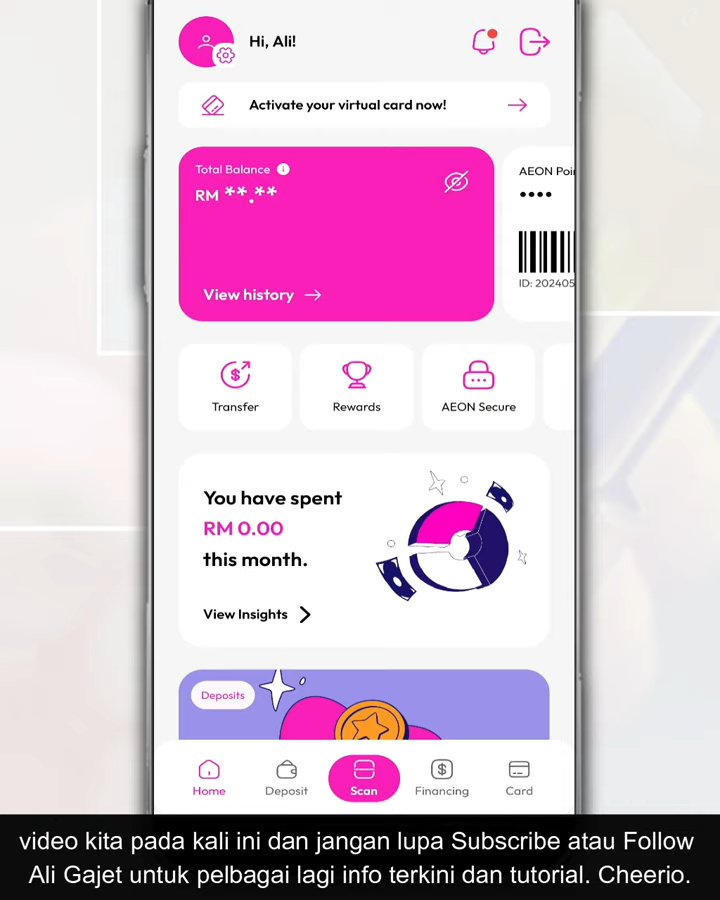 Hi, Ali!
Activate your virtual card now!
Total Balance
RM **.**
View history
AEON Poi
••••
ID: 202405
Transfer
Rewards
AEON Secure
You have spent
RM 0.00
this month.
View Insights
Deposits
Home
Deposit
Scan
Financing
Card
video kita pada kali ini dan jangan lupa Subscribe atau Follow
Ali Gajet untuk pelbagai lagi info terkini dan tutorial. Cheerio.